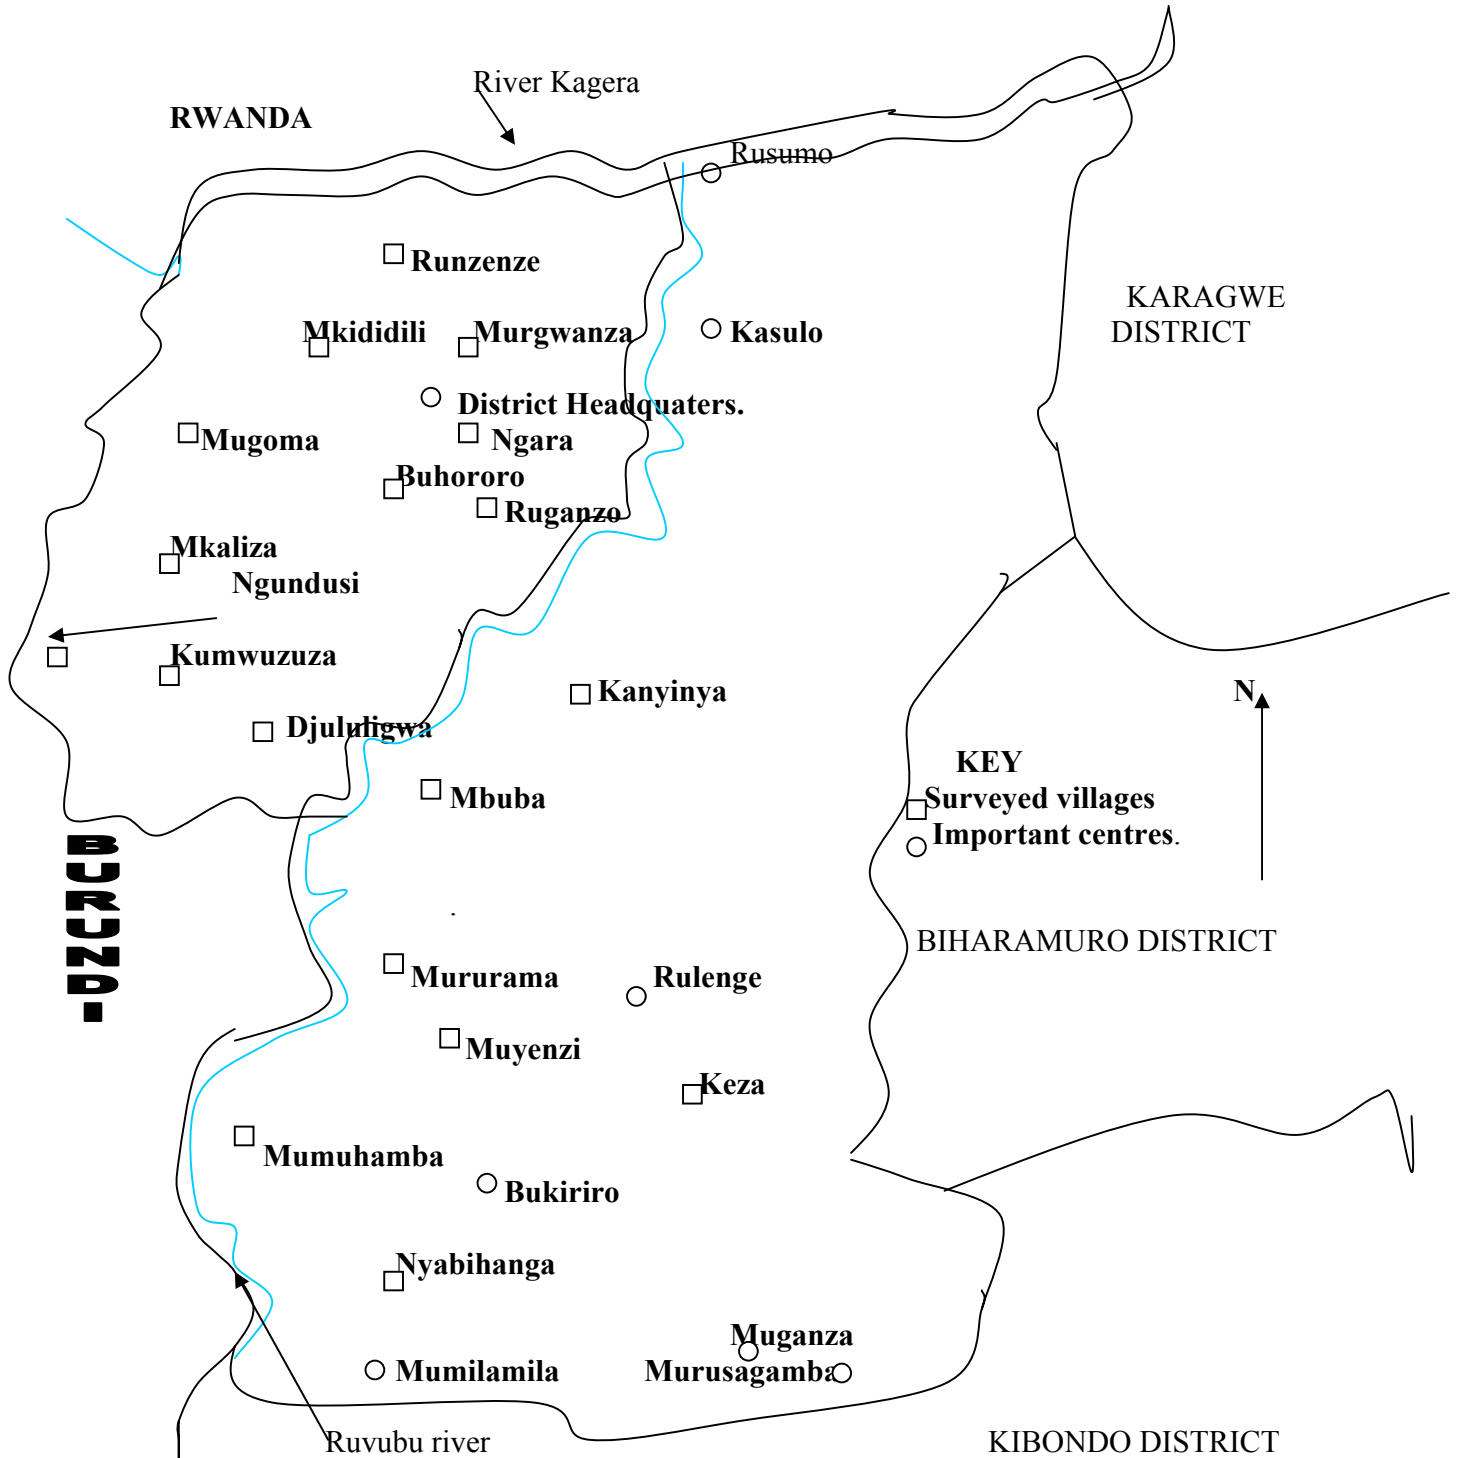 River Kagera
RWANDA
Rusumo
Runzenze
KARAGWE
DISTRICT
Mkididili
Murgwanza
Kasulo
District Headquaters.
Mugoma
Ngara
Buhororo
Ruganzo
Mkaliza
Ngundusi
Kumwuzuza
Kanyinya
N
Djululigwa
KEY
Mbuba
Surveyed villages
Important centres.
BURUNDI
BIHARAMURO DISTRICT
Mururama
Rulenge
Muyenzi
Keza
Mumuhamba
Bukiriro
Nyabihanga
Muganza
Mumilamila
Murusagamba
Ruvubu river
KIBONDO DISTRICT